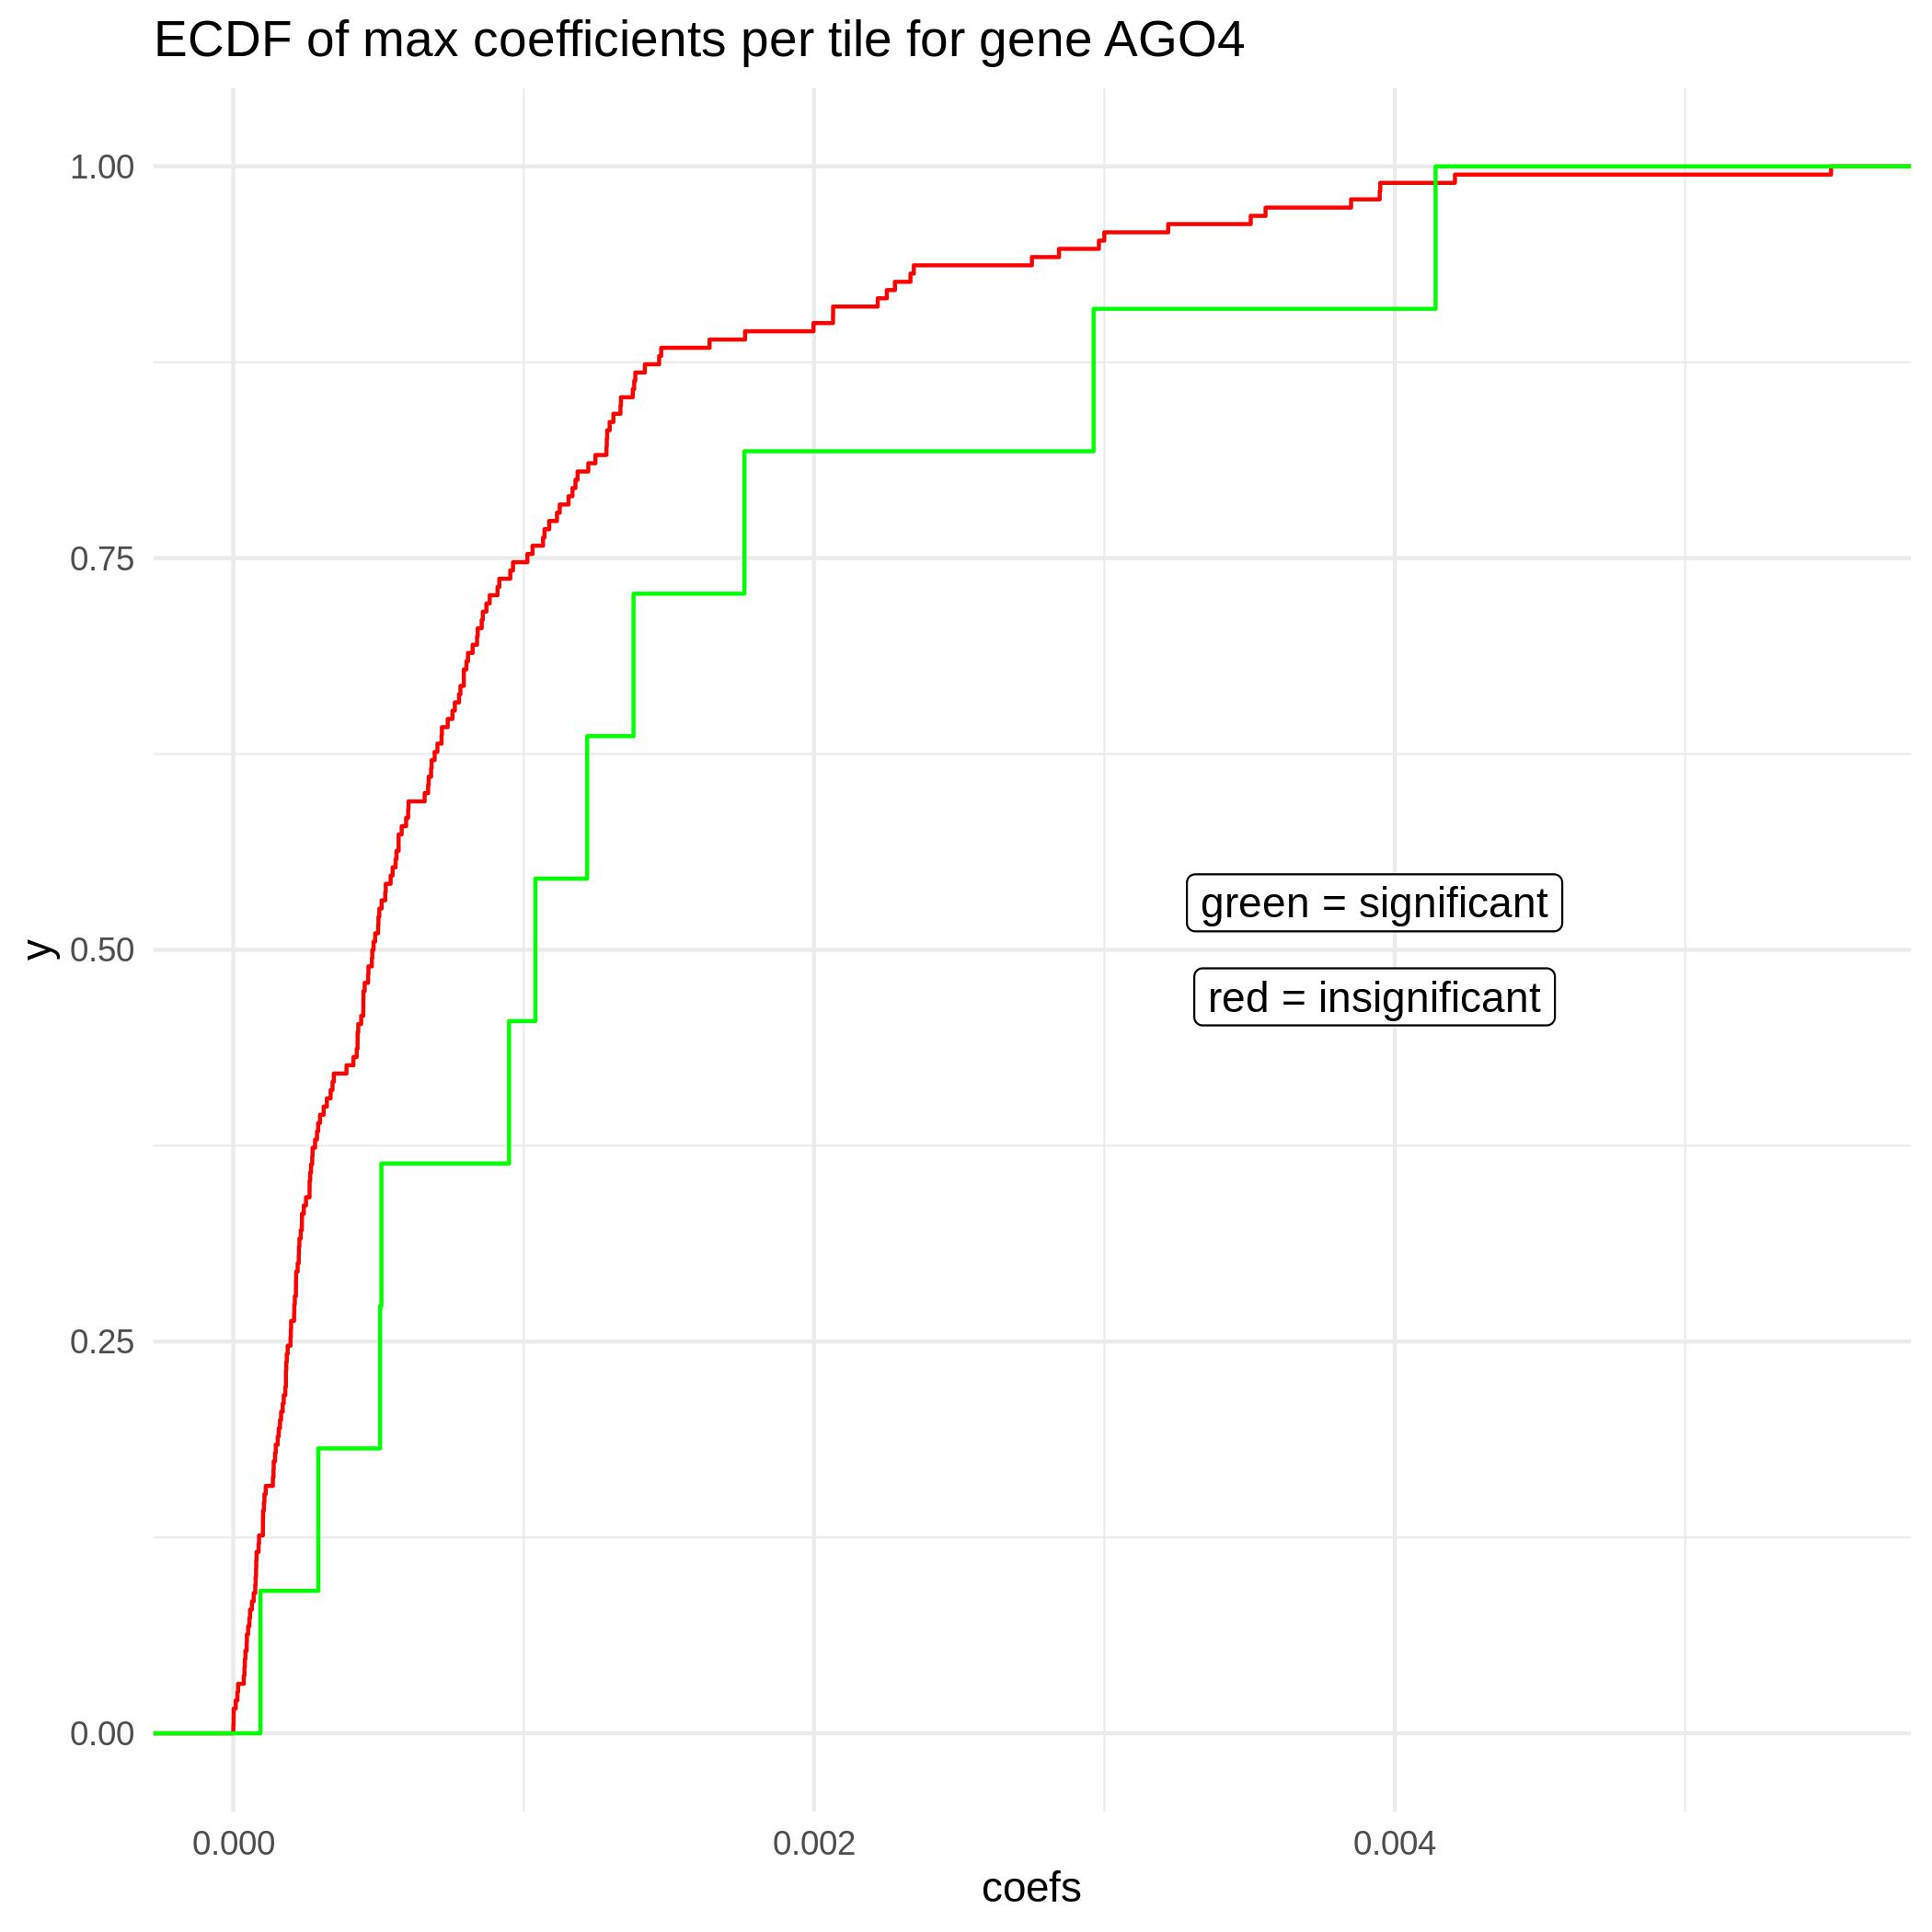 ECDF of max coefficients per tile for gene AGO4
1.00
0.75
0.50
0.25
0.00
y
green = significant
red = insignificant
0.000 0.002 0.004
coefs